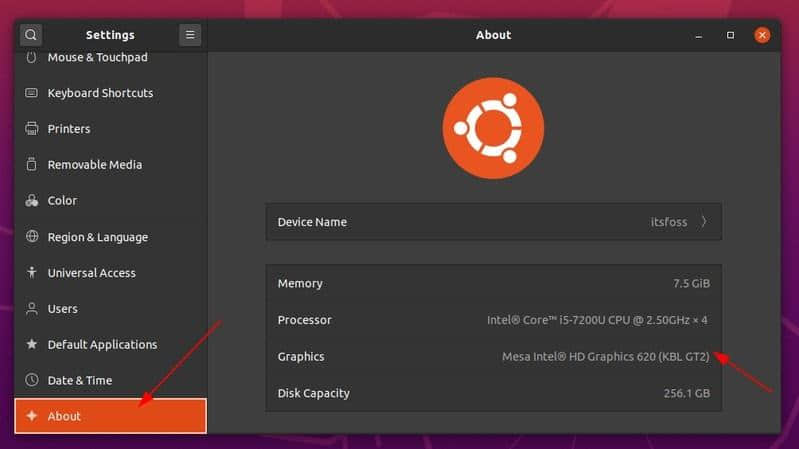 Settings
About
Mouse & Touchpad
Keyboard Shortcuts
Printers
Removable Media
Color
Region & Language
Universal Access
Users
Default Applications
Date & Time
About
Device Name itsfoss
Memory 7.5 GiB
Processor Intel® Core™ i5-7200U CPU @ 2.50GHz × 4
Graphics Mesa Intel® HD Graphics 620 (KBL GT2)
Disk Capacity 256.1 GB